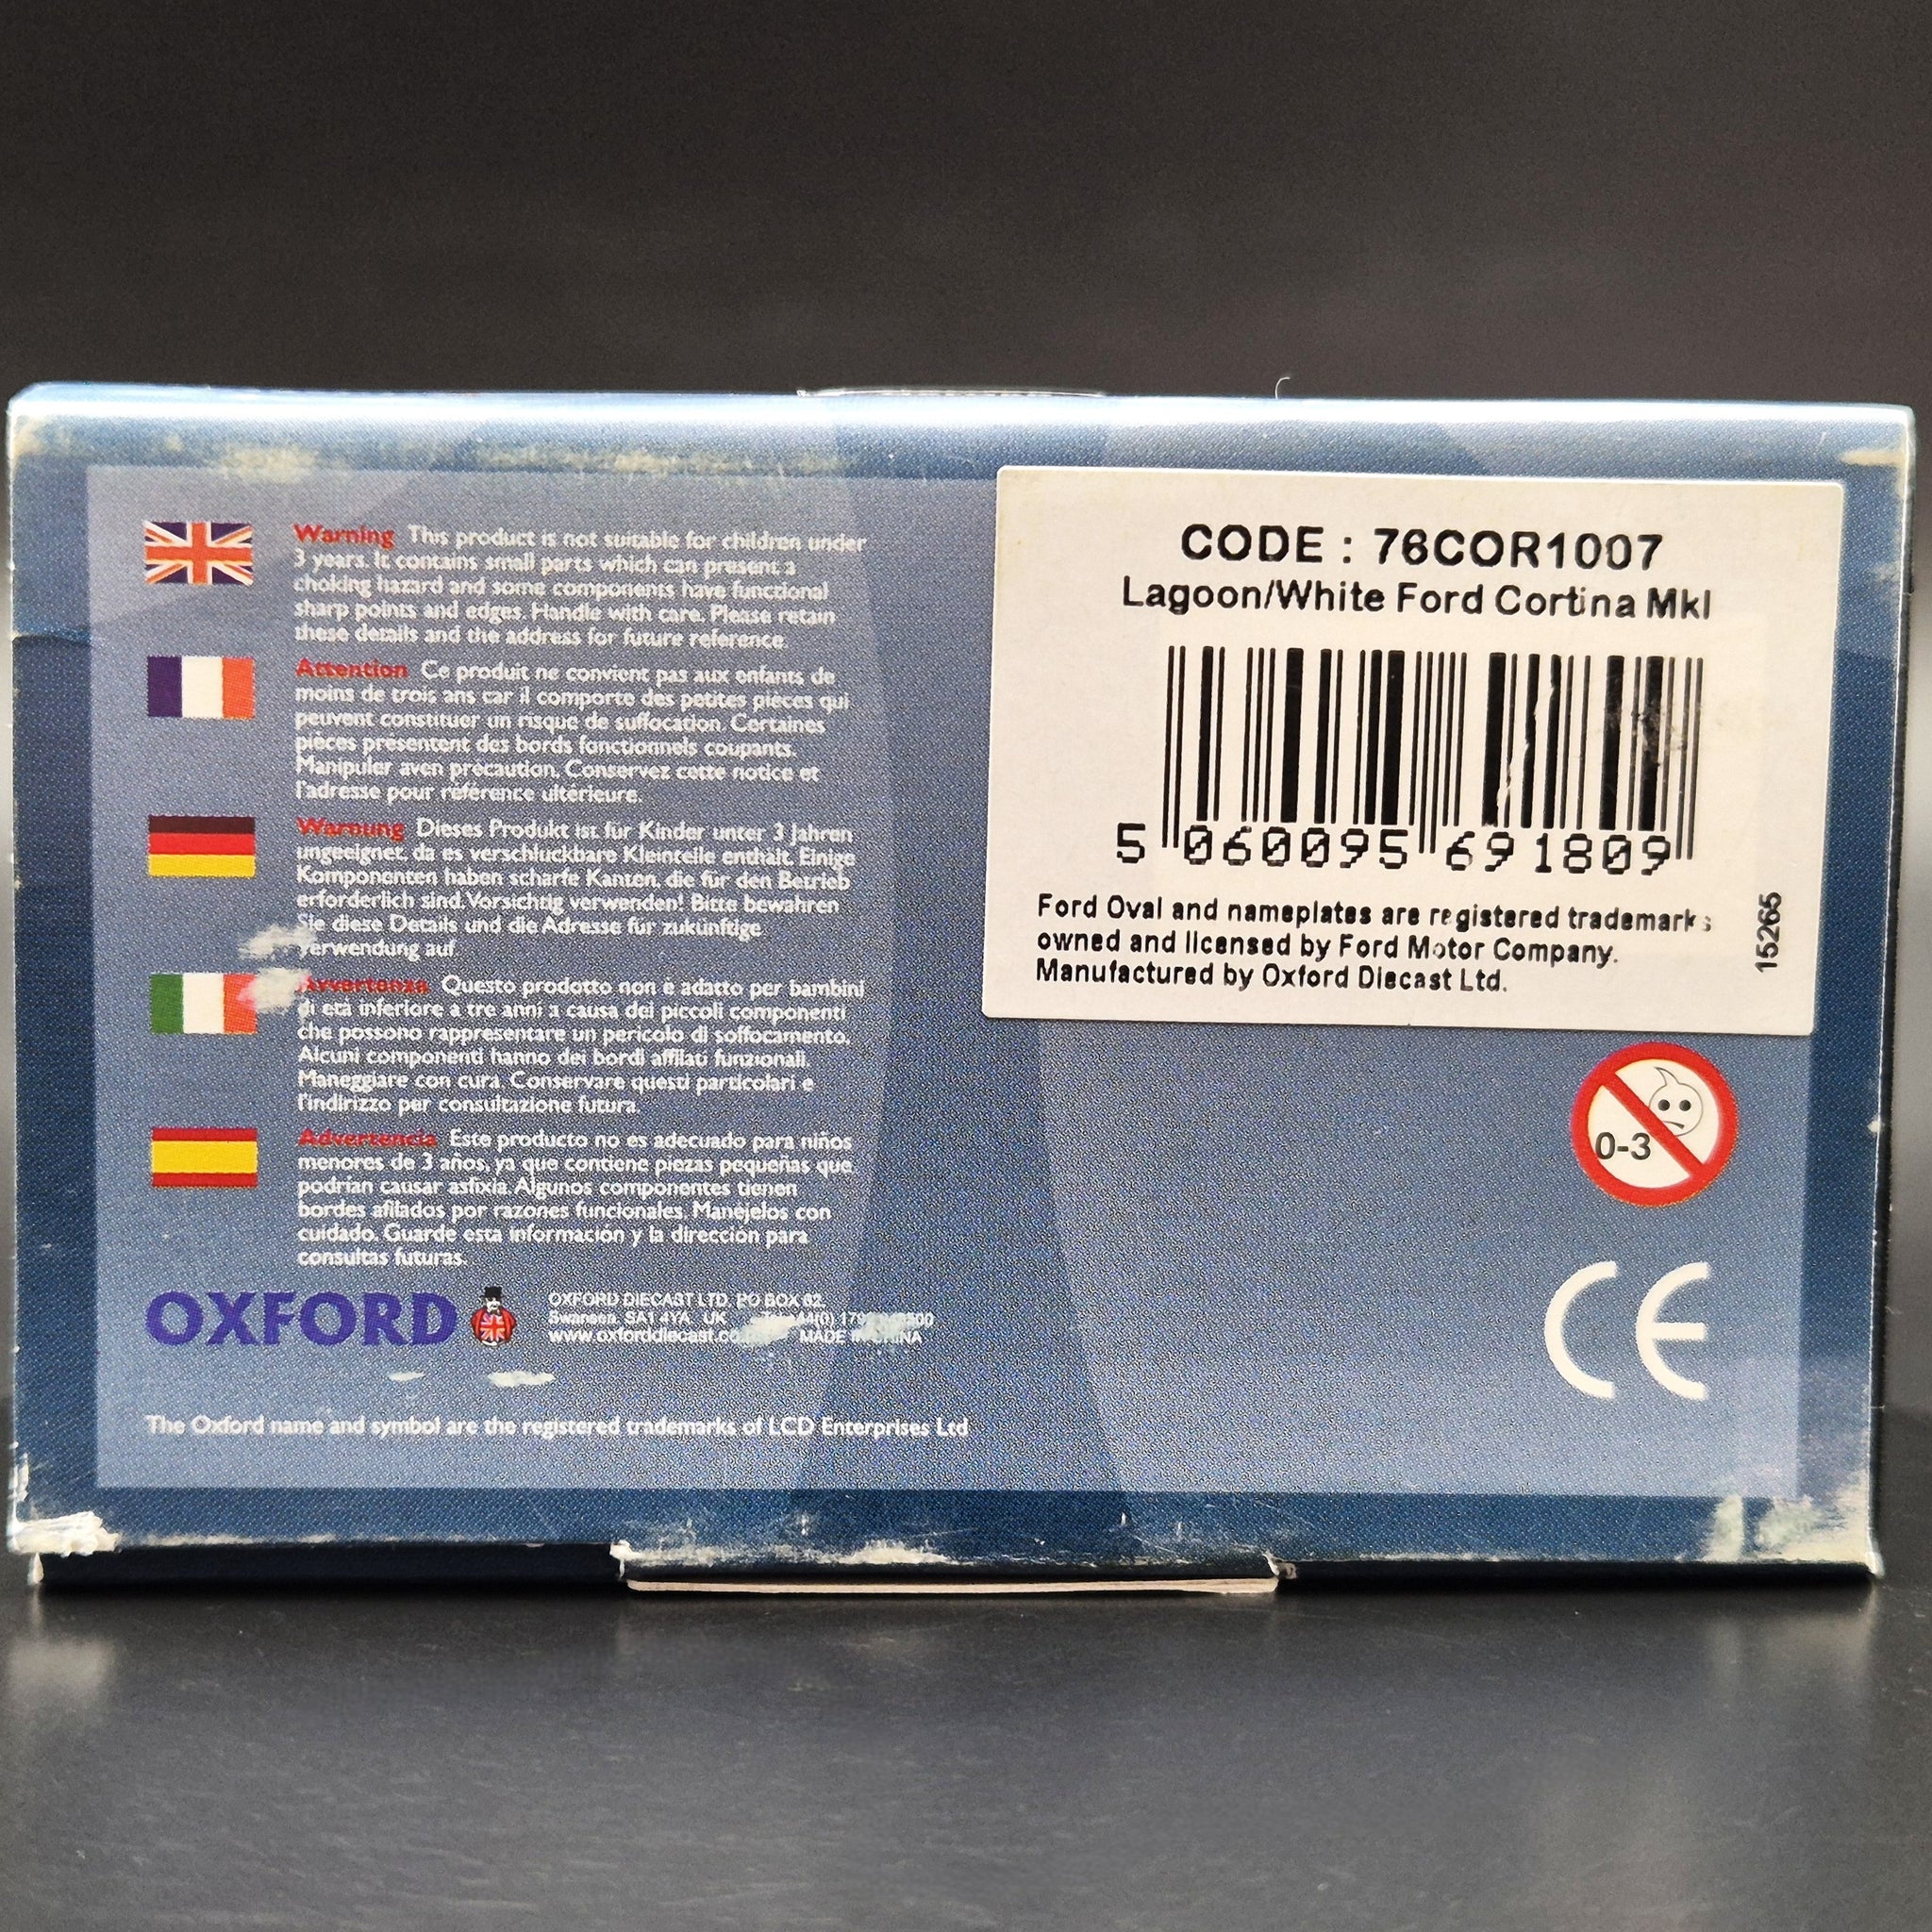 Warning This product is not suitable for children under
3 years. It contains small parts which can present a
choking hazard and some components have functional
sharp points and edges. Handle with care. Please retain
these details and the address for future reference.
Attention Ce produit ne convient pas aux enfants de
moins de trois ans car il comporte des petites pièces qui
peuvent constituer un risque de suffocation. Certaines
pièces présentent des bords fonctionnels coupants.
Manipuler aven précaution. Conservez cette notice et
l'adresse pour référence ultérieure.
Warnung Dieses Produkt ist für Kinder unter 3 Jahren
ungeeignet, da es verschluckbare Kleinteile enthält. Einige
Komponenten haben scharfe Kanten, die für den Betrieb
erforderlich sind. Vorsichtig verwenden! Bitte bewahren
Sie diese Details und die Adresse für zukünftige
Verwendung auf
Avvertenza Questo prodotto non è adatto per bambini
di età inferiore a tre anni a causa dei piccoli componenti
che possono rappresentare un pericolo di soffocamento.
Alcuni componenti hanno dei bordi affilati funzionali.
Maneggiare con cura. Conservare questi particolari e
l'indirizzo per consultazione futura.
Advertencia Este producto no es adecuado para niños
menores de 3 años, ya que contiene piezas pequeñas que
podrían causar asfixia. Algunos componentes tienen
bordes afilados por razones funcionales. Manéjelos con
cuidado. Guarde esta información y la dirección para
consultas futuras.
OXFORD
OXFORD DIECAST LTD. PO BOX 62,
Swansea, SA1 4YA, UK
MADE IN CHINA
The Oxford name and symbol are the registered trademarks of LCD Enterprises Ltd
CODE : 76COR1007
Lagoon/White Ford Cortina MkI
5 060095 691809
Ford Oval and nameplates are registered trademarks
owned and licensed by Ford Motor Company.
Manufactured by Oxford Diecast Ltd.
15265
0-3
CE